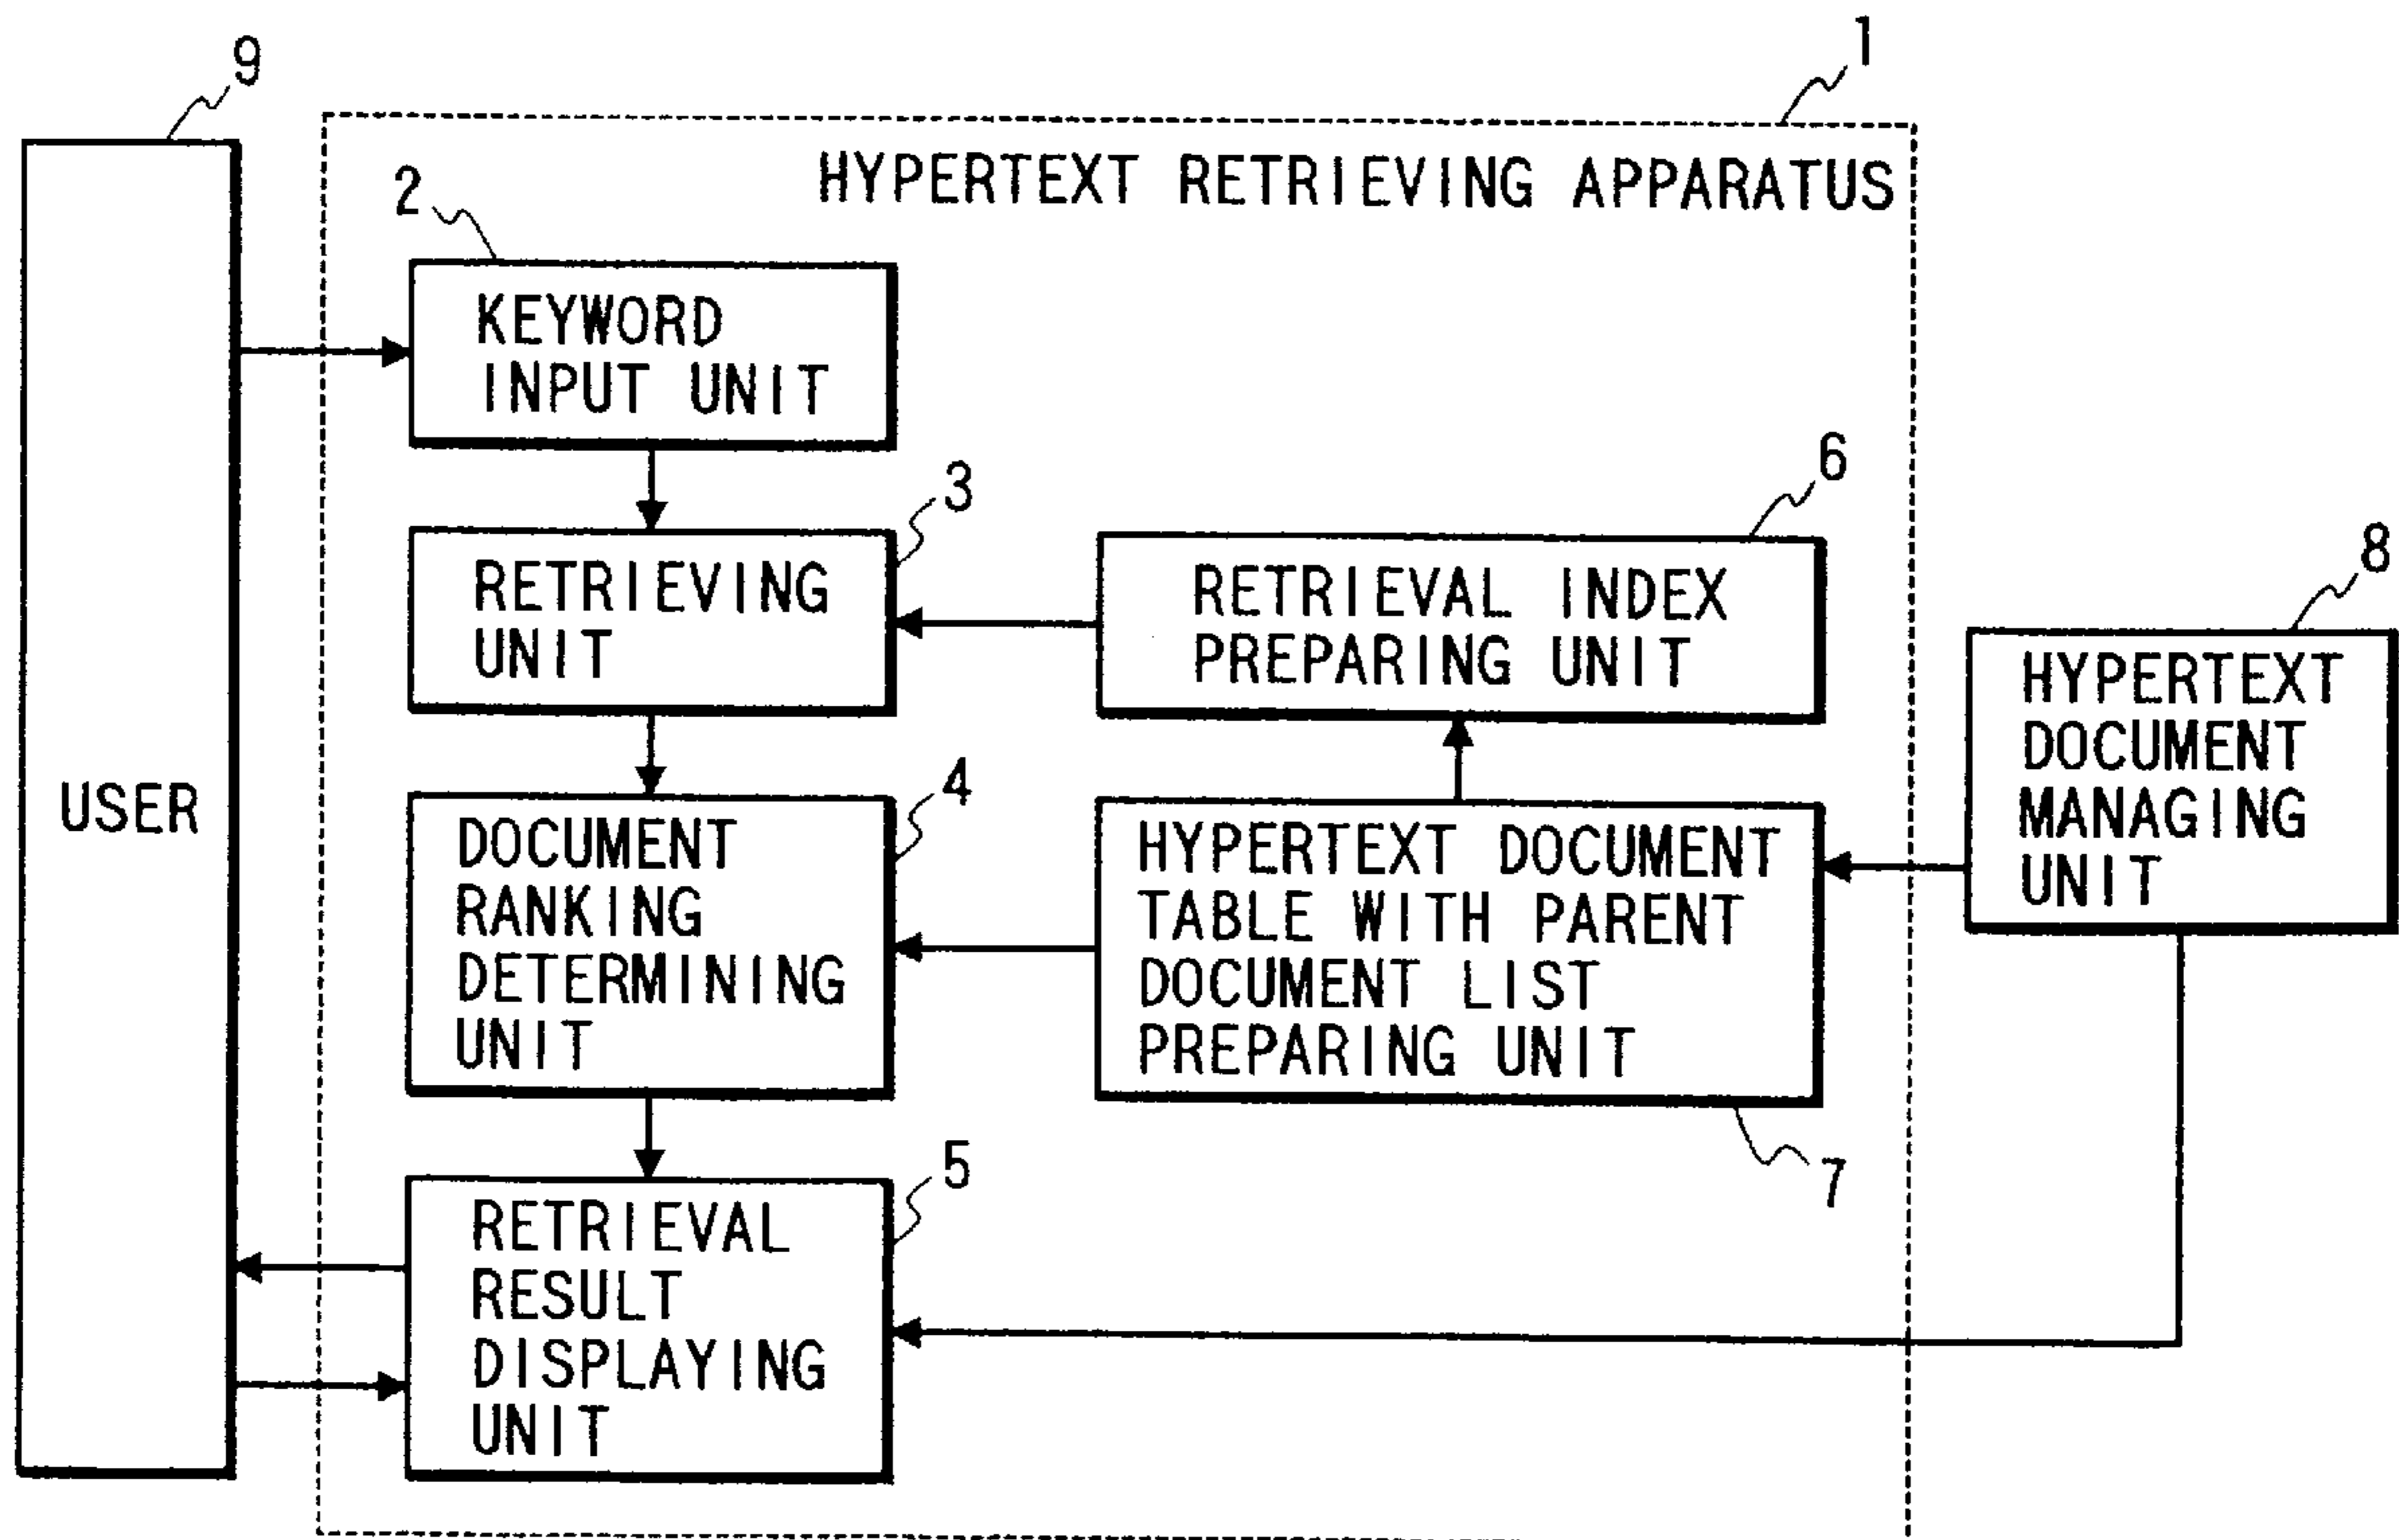 1
9
HYPERTEXT RETRIEVING APPARATUS
2
KEYWORD
INPUT UNIT
3
6
RETRIEVING
UNIT
RETRIEVAL INDEX
PREPARING UNIT
8
HYPERTEXT
DOCUMENT
MANAGING
UNIT
USER
4
DOCUMENT
RANKING
DETERMINING
UNIT
HYPERTEXT DOCUMENT
TABLE WITH PARENT
DOCUMENT LIST
PREPARING UNIT
7
5
RETRIEVAL
RESULT
DISPLAYING
UNIT